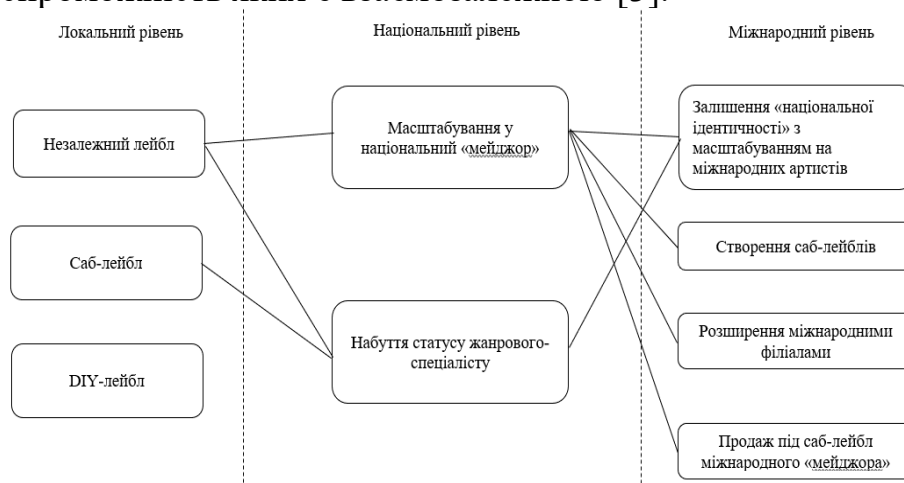 є взаємозалежною [5].
Локальний рівень
Національний рівень
Міжнародний рівень
Незалежний лейбл
Саб-лейбл
DIY-лейбл
Масштабування у
національний «мейджор»
Набуття статусу жанрового-
спеціалісту
Залишення «національної
ідентичності» з
масштабуванням на
міжнародних артистів
Створення саб-лейблів
Розширення міжнародними
філіалами
Продаж під саб-лейбл
міжнародного «мейджора»